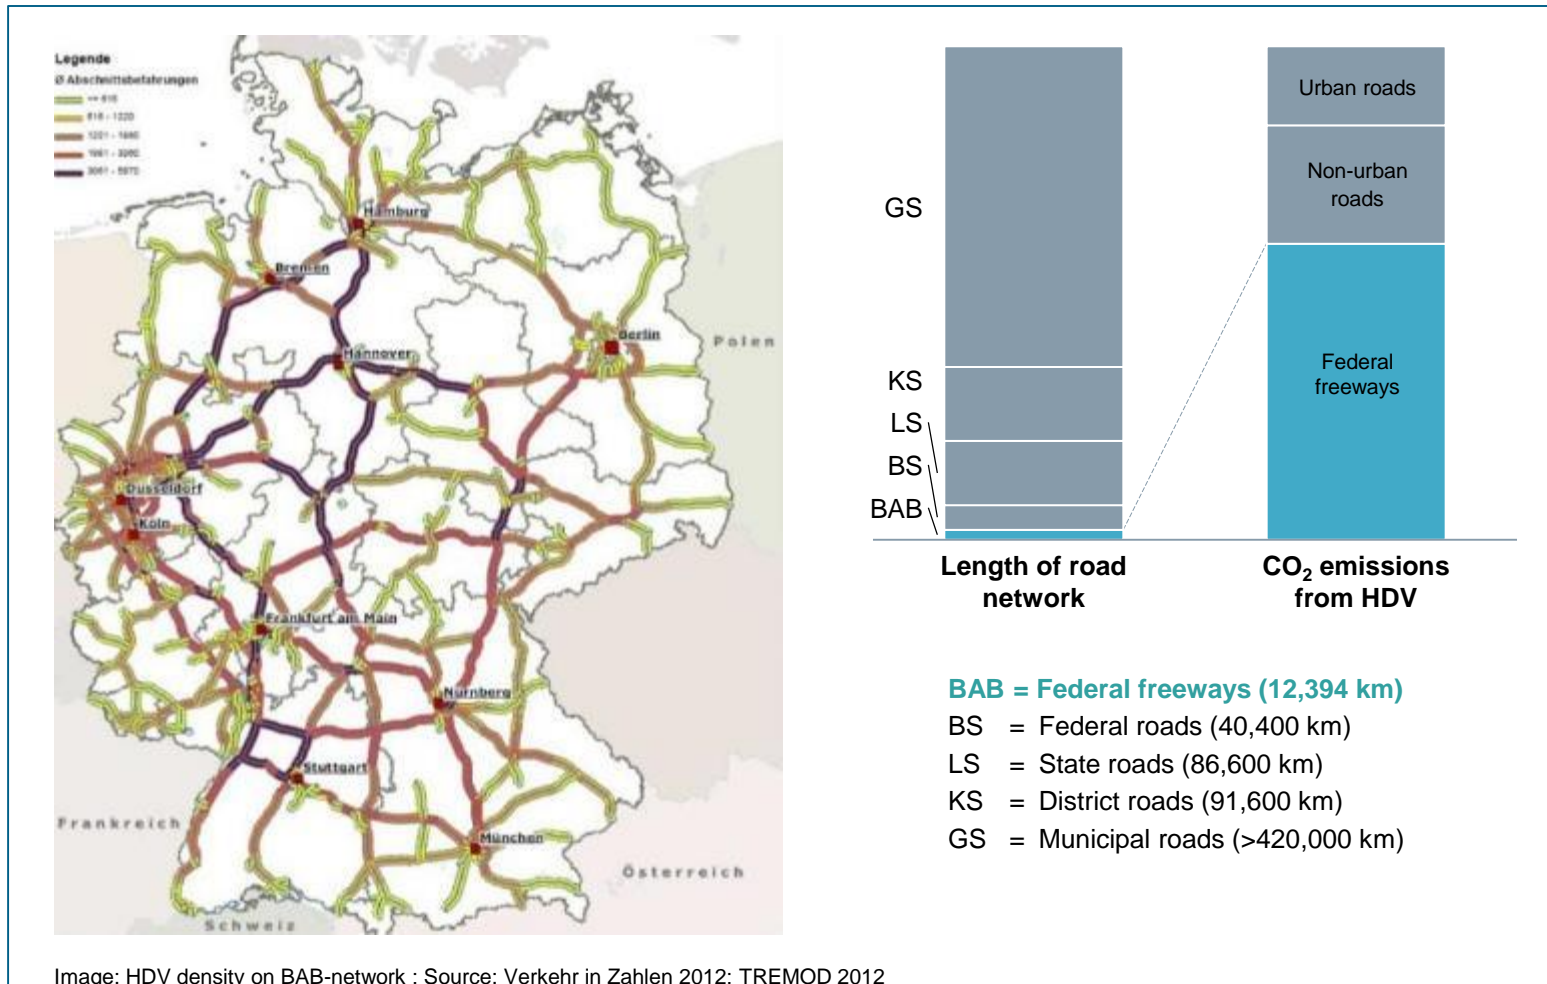 Legende
Ø Abschnittsbefahrungen
Hamburg
Bremen
Berlin
Polen
Hannover
Düsseldorf
Köln
Frankfurt am Main
Nürnberg
Stuttgart
Frankreich
München
Österreich
Schweiz
GS
KS
LS
BS
BAB
Urban roads
Non-urban
roads
Federal
freeways
Length of road
network
CO₂ emissions
from HDV
BAB = Federal freeways (12,394 km)
BS = Federal roads (40,400 km)
LS = State roads (86,600 km)
KS = District roads (91,600 km)
GS = Municipal roads (>420,000 km)
Image: HDV density on BAB-network ; Source: Verkehr in Zahlen 2012; TREMOD 2012